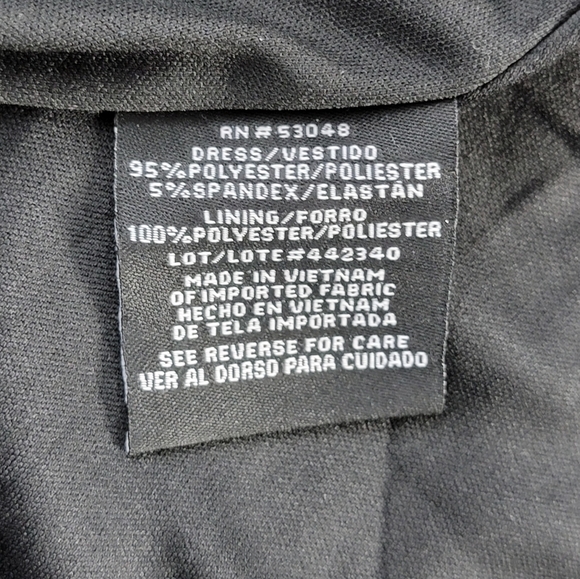 RN # 53048
DRESS/VESTIDO
95%POLYESTER/POLIESTER
5%SPANDEX/ELASTÁN
LINING/FORRO
100%POLYESTER/POLIESTER
LOT/LOTE#442340
MADE IN VIETNAM
OF IMPORTED FABRIC
HECHO EN VIETNAM
DE TELA IMPORTADA
SEE REVERSE FOR CARE
VER AL DORSO PARA CUIDADO